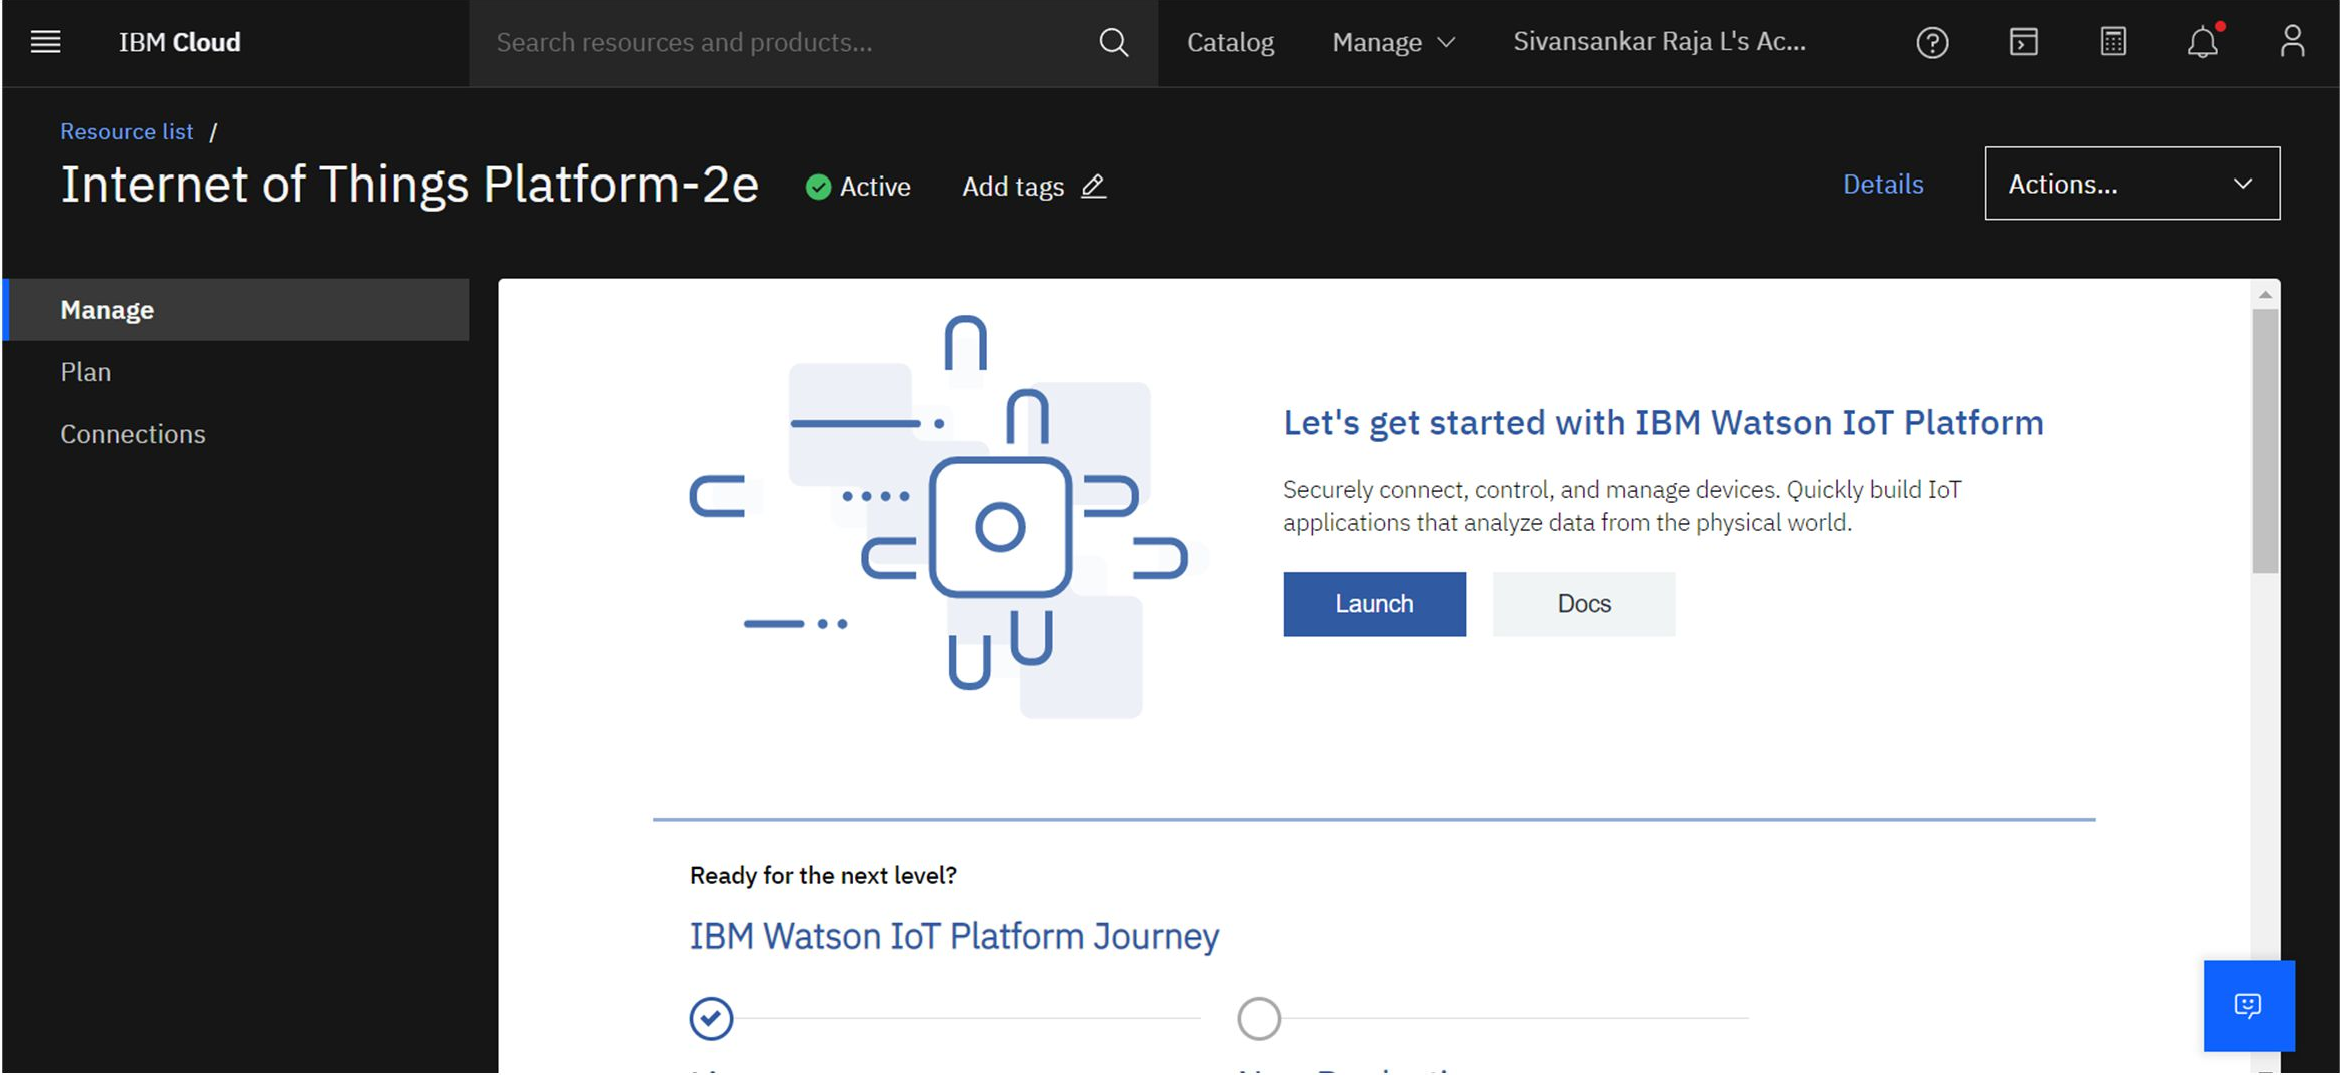 IBM Cloud
Search resources and products...
Catalog
Manage
Sivansankar Raja L's Ac...
Resource list /
Internet of Things Platform-2e
Active
Add tags
Details
Actions...
Manage
Plan
Connections
Let's get started with IBM Watson IoT Platform
Securely connect, control, and manage devices. Quickly build IoT
applications that analyze data from the physical world.
Launch
Docs
Ready for the next level?
IBM Watson IoT Platform Journey